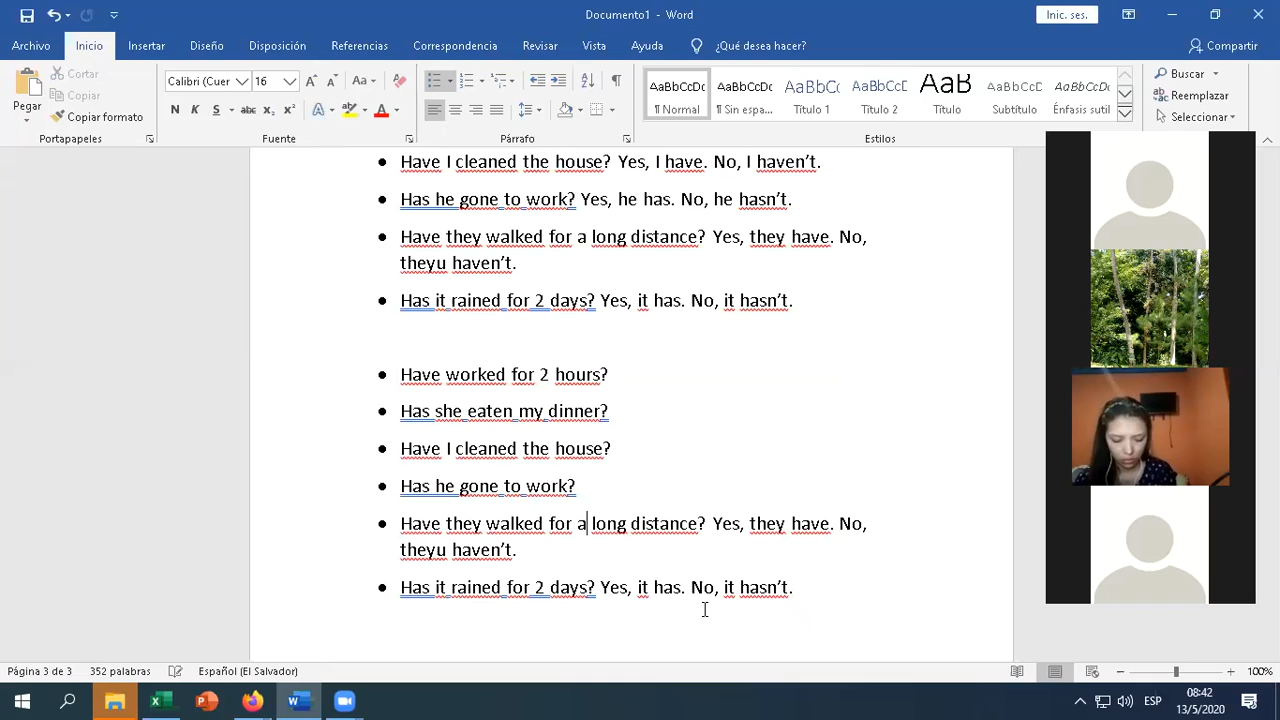 Documento1 - Word
Inic. ses.
Archivo Inicio Insertar Diseño Disposición Referencias Correspondencia Revisar Vista Ayuda ¿Qué desea hacer? Compartir
Pegar Cortar Copiar Copiar formato Portapapeles
Calibri (Cuer 16 Aa
N K S abc x₂ x² A A Fuente
Párrafo
AaBbCcDc ¶ Normal AaBbCcDc ¶ Sin espa... AaBbCc Título 1 AaBbCcD Título 2 AaB Título AaBbCcD Subtítulo AaBbCcDc Énfasis sutil Estilos
Buscar
Reemplazar
Seleccionar
• Have I cleaned the house? Yes, I have. No, I haven’t.
• Has he gone to work? Yes, he has. No, he hasn’t.
• Have they walked for a long distance? Yes, they have. No,
theyu haven’t.
• Has it rained for 2 days? Yes, it has. No, it hasn’t.
• Have worked for 2 hours?
• Has she eaten my dinner?
• Have I cleaned the house?
• Has he gone to work?
• Have they walked for a long distance? Yes, they have. No,
theyu haven’t.
• Has it rained for 2 days? Yes, it has. No, it hasn’t.
Página 3 de 3 352 palabras Español (El Salvador) 100%
ESP 08:42
13/5/2020